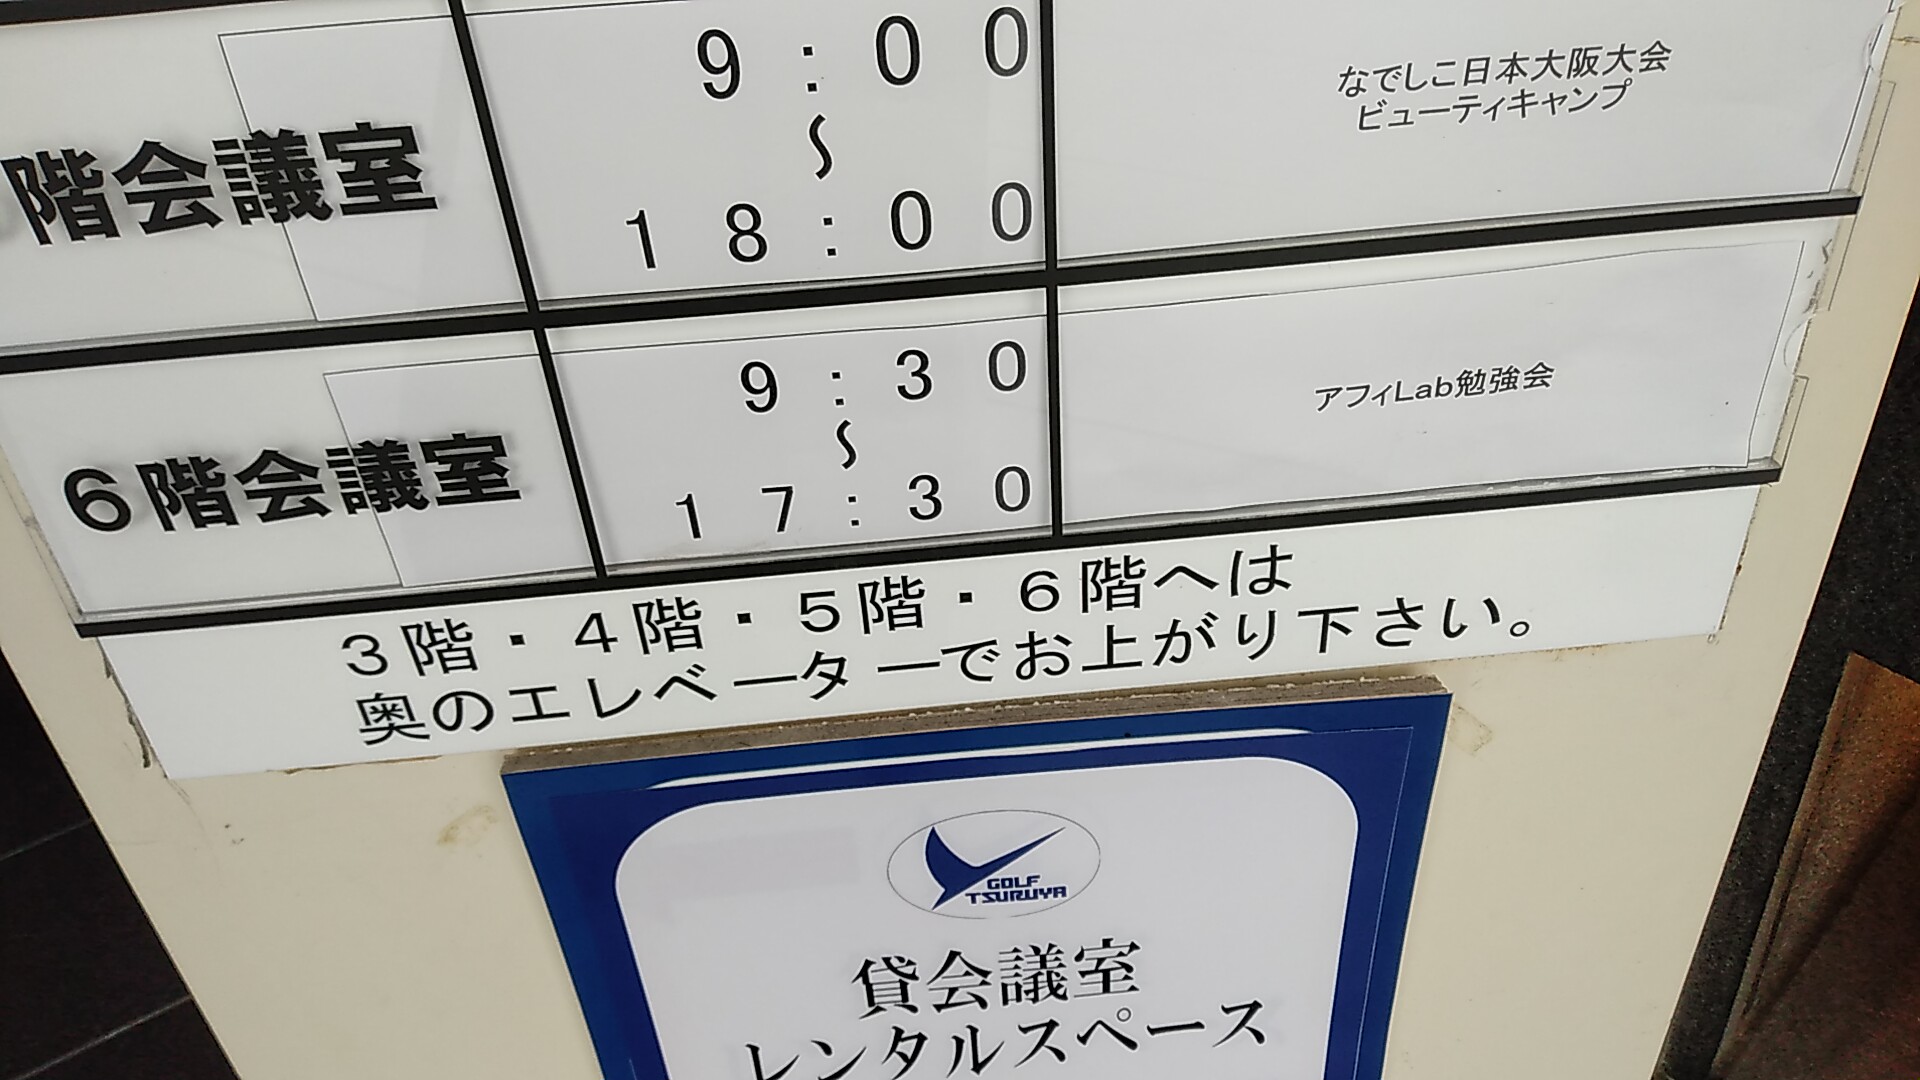 階会議室
9:00
~
18:00
なでしこ日本大阪大会
ビューティキャンプ
6階会議室
9:30
~
17:30
アフィLab勉強会
3階・4階・5階・6階へは
奥のエレベーターでお上がり下さい。
GOLF
TSURUYA
貸会議室
レンタルスペース